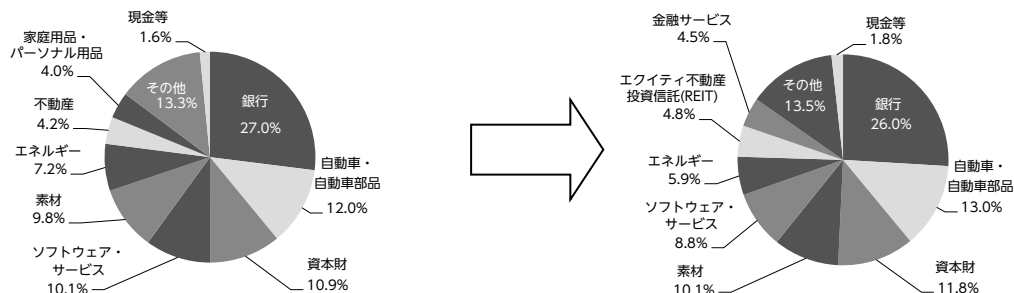 現金等
1.6%
家庭用品・
パーソナル用品
4.0%
不動産
4.2%
エネルギー
7.2%
素材
9.8%
ソフトウェア・
サービス
10.1%
その他
13.3%
銀行
27.0%
自動車・
自動車部品
12.0%
資本財
10.9%
金融サービス
4.5%
現金等
1.8%
エクイティ不動産
投資信託(REIT)
4.8%
エネルギー
5.9%
ソフトウェア・
サービス
8.8%
素材
10.1%
その他
13.5%
銀行
26.0%
自動車・
自動車部品
13.0%
資本財
11.8%